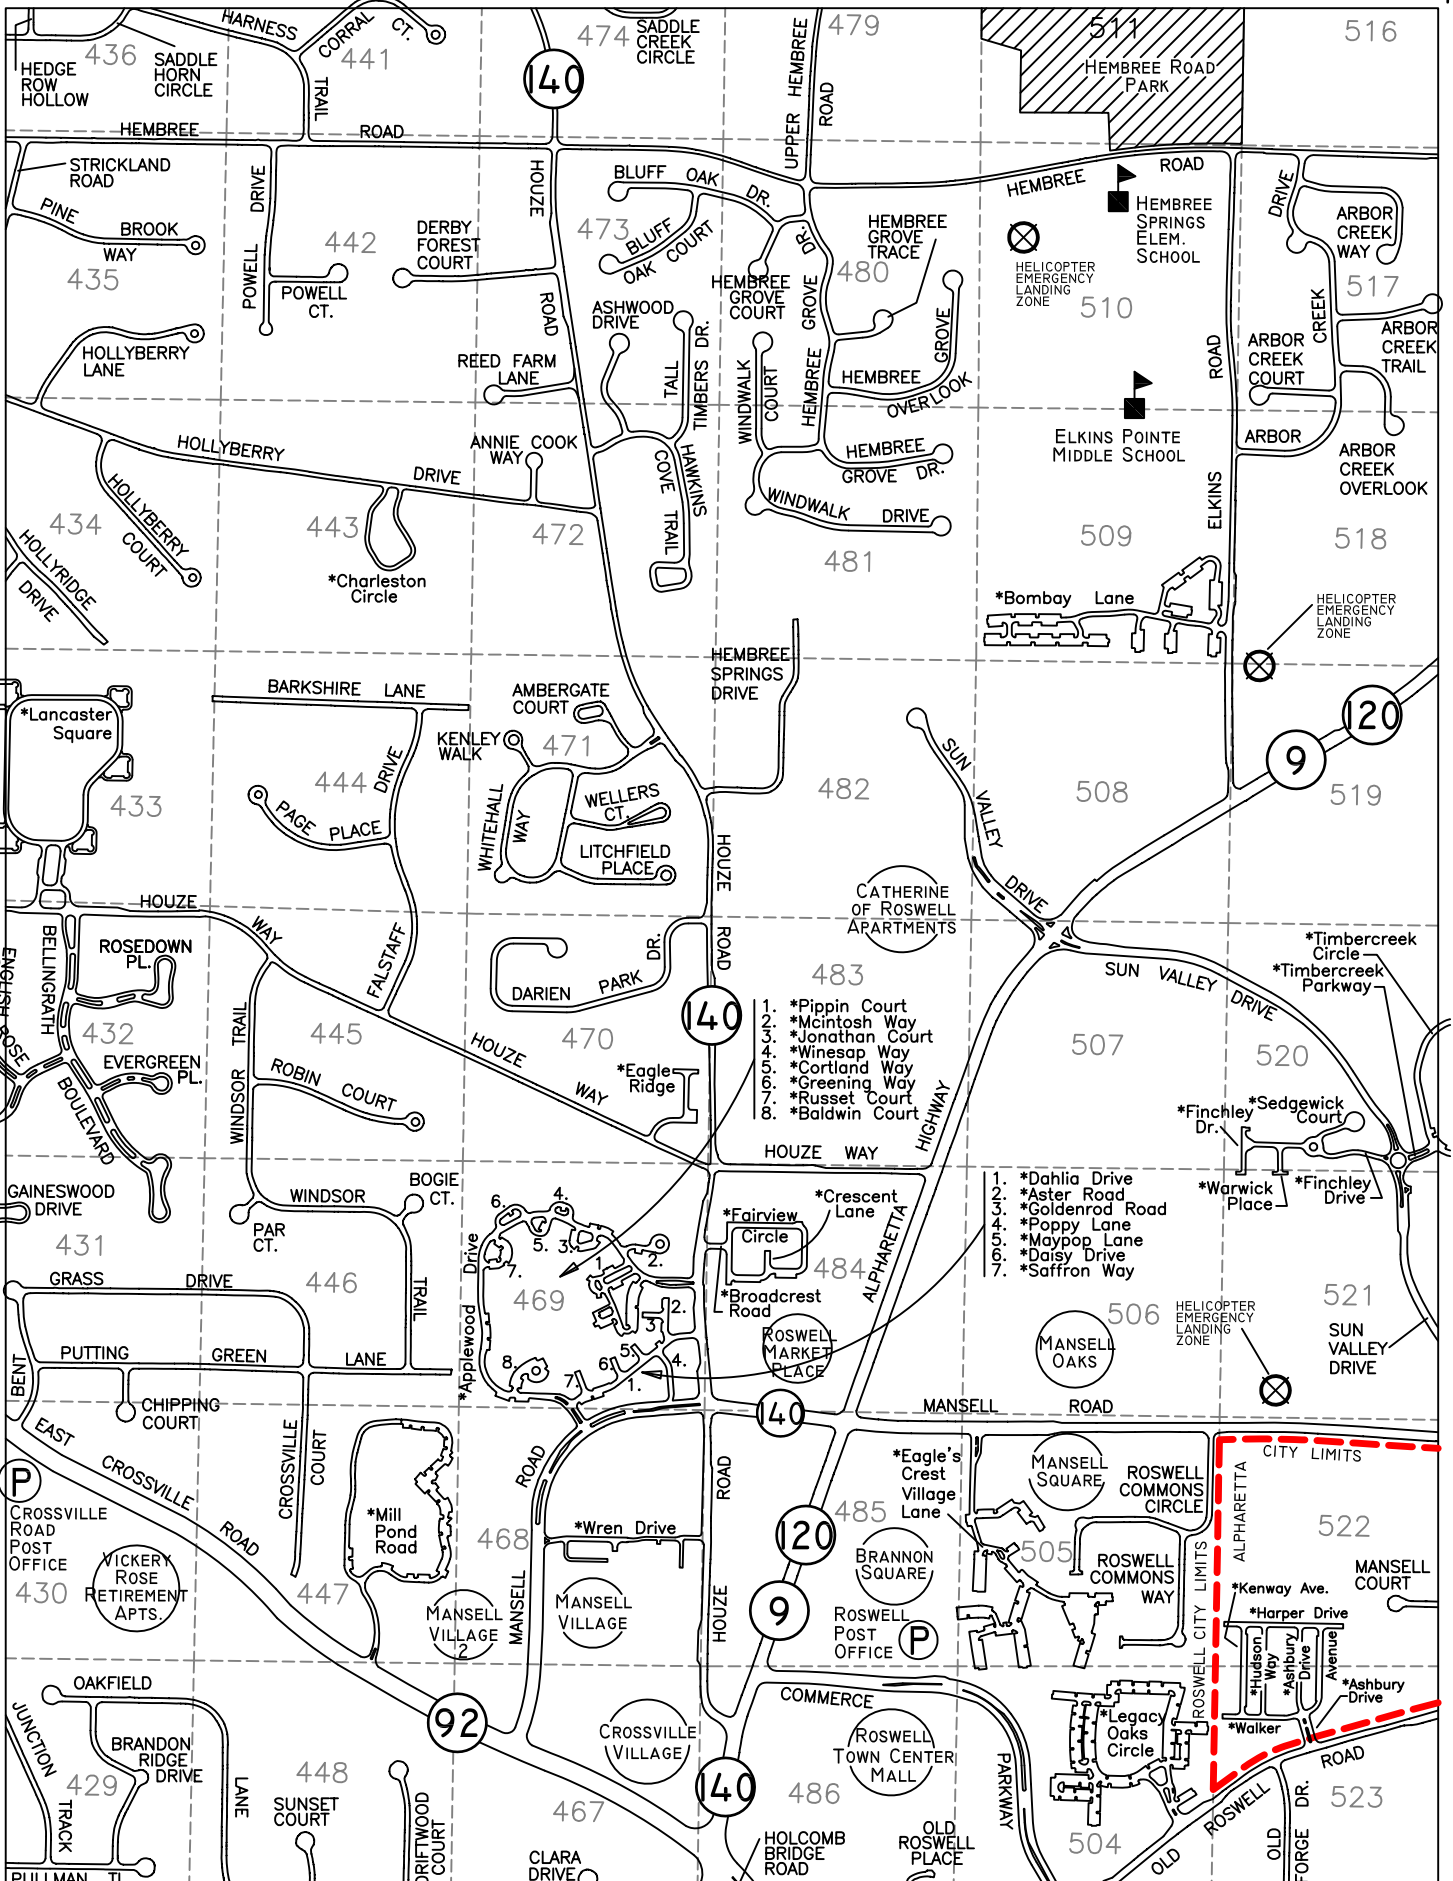 HARNESS
CORRAL CT.
436
441
TRAIL
HEDGE
ROW
HOLLOW
SADDLE
HORN
CIRCLE
140
474
SADDLE
CREEK
CIRCLE
UPPER HEMBREE
ROAD
479
511
HEMBREE ROAD
PARK
516
HEMBREE
ROAD
STRICKLAND
ROAD
PINE
BROOK
WAY
435
POWELL
DRIVE
POWELL
CT.
442
DERBY
FOREST
COURT
HOUZE
ROAD
BLUFF OAK DR.
473
BLUFF
OAK COURT
HEMBREE
GROVE
TRACE
480
HEMBREE
GROVE
COURT
HEMBREE GROVE DR.
HEMBREE
ROAD
HEMBREE
SPRINGS
ELEM.
SCHOOL
HELICOPTER
EMERGENCY
LANDING
ZONE
510
DRIVE
ARBOR
CREEK
WAY
517
CREEK
ARBOR
CREEK
TRAIL
ARBOR
CREEK
COURT
ARBOR
ARBOR
CREEK
OVERLOOK
ELKINS
ROAD
HOLLYBERRY
LANE
REED FARM
LANE
ASHWOOD
DRIVE
TALL
TIMBERS DR.
WINDWALK
COURT
HEMBREE
GROVE
OVERLOOK
ELKINS POINTE
MIDDLE SCHOOL
HOLLYBERRY
DRIVE
ANNIE COOK
WAY
HAWKINS
COVE TRAIL
HEMBREE
GROVE DR.
WINDWALK DRIVE
434
HOLLYBERRY
COURT
443
472
481
509
518
HOLLYRIDGE
DRIVE
*Charleston
Circle
*Bombay Lane
HELICOPTER
EMERGENCY
LANDING
ZONE
HEMBREE
SPRINGS
DRIVE
BARKSHIRE LANE
AMBERGATE
COURT
*Lancaster
Square
KENLEY
WALK
471
120
9
SUN
VALLEY
DRIVE
433
444
DRIVE
PAGE PLACE
WHITEHALL
WAY
WELLERS
CT.
LITCHFIELD
PLACE
482
508
519
HOUZE
ROAD
CATHERINE
OF ROSWELL
APARTMENTS
HOUZE
WAY
BELLINGRATH
ROSEDOWN
PL.
ENGLISH ROSE
FALSTAFF
DARIEN
PARK
DR.
483
SUN VALLEY DRIVE
*Timbercreek
Circle
*Timbercreek
Parkway
432
445
470
140
1. *Pippin Court
2. *Mcintosh Way
3. *Jonathan Court
4. *Winesap Way
5. *Cortland Way
6. *Greening Way
7. *Russet Court
8. *Baldwin Court
507
520
EVERGREEN
PL.
BOULEVARD
WINDSOR TRAIL
ROBIN COURT
HOUZE
WAY
*Eagle
Ridge
HIGHWAY
*Finchley
Dr.
*Sedgewick
Court
HOUZE WAY
*Warwick
Place
*Finchley
Drive
GAINESWOOD
DRIVE
431
WINDSOR
BOGIE
CT.
PAR
CT.
TRAIL
6.
4.
5.
3.
2.
7.
1.
*Fairview
Circle
*Crescent
Lane
484
ALPHARETTA
1. *Dahlia Drive
2. *Aster Road
3. *Goldenrod Road
4. *Poppy Lane
5. *Maypop Lane
6. *Daisy Drive
7. *Saffron Way
GRASS
DRIVE
446
469
*Applewood Drive
*Broadcrest
Road
2.
3.
5.
4.
6.
7.
1.
8.
ROSWELL
MARKET
PLACE
MANSELL
OAKS
506
HELICOPTER
EMERGENCY
LANDING
ZONE
521
SUN
VALLEY
DRIVE
BENT
PUTTING
GREEN
LANE
CHIPPING
COURT
140
MANSELL
ROAD
EAST
CROSSVILLE
ROAD
CROSSVILLE
COURT
P
CROSSVILLE
ROAD
POST
OFFICE
430
VICKERY
ROSE
RETIREMENT
APTS.
447
*Mill
Pond
Road
468
ROAD
MANSELL
*Wren Drive
MANSELL
VILLAGE
2
MANSELL
VILLAGE
ROAD
HOUZE
120
9
485
*Eagle's
Crest
Village
Lane
MANSELL
SQUARE
BRANNON
SQUARE
505
ROSWELL
COMMONS
CIRCLE
ROSWELL
COMMONS
WAY
ROSWELL
POST
OFFICE
P
ROSWELL CITY LIMITS
ALPHARETTA
CITY LIMITS
522
MANSELL
COURT
*Kenway Ave.
*Harper Drive
*Hudson
Way
*Ashbury
Drive
Avenue
*Ashbury
Drive
*Walker
OAKFIELD
LANE
JUNCTION
TRACK
BRANDON
RIDGE
DRIVE
429
448
SUNSET
COURT
DRIFTWOOD
COURT
92
CROSSVILLE
VILLAGE
467
140
COMMERCE
PARKWAY
ROSWELL
TOWN CENTER
MALL
486
*Legacy
Oaks
Circle
504
OLD
ROSWELL
ROAD
523
OLD
FORGE DR.
CLARA
DRIVE
HOLCOMB
BRIDGE
ROAD
OLD
ROSWELL
PLACE
PULLMAN